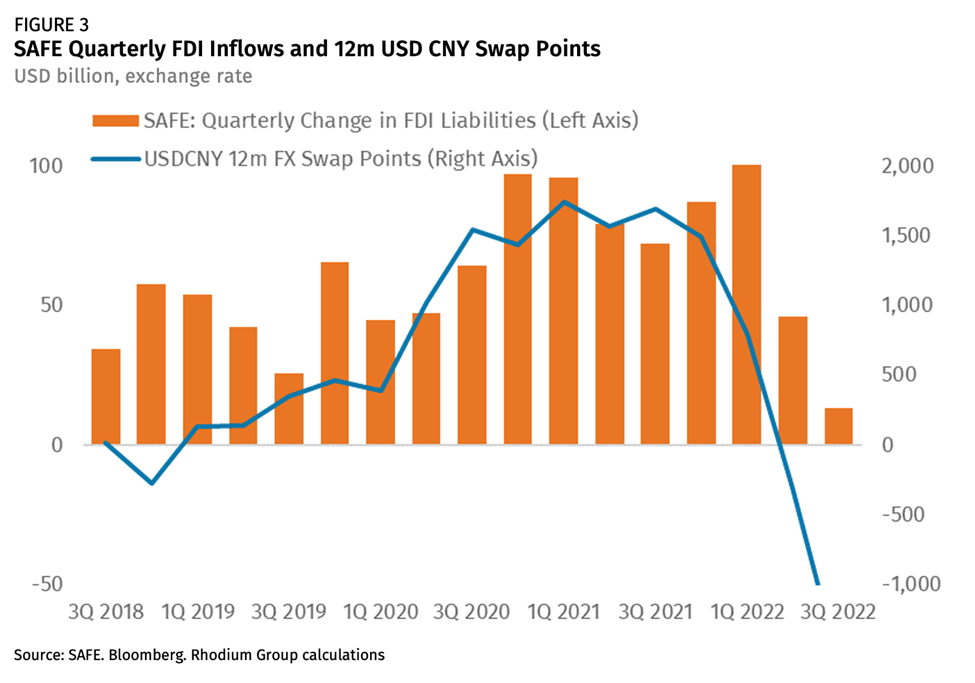 FIGURE 3
SAFE Quarterly FDI Inflows and 12m USD CNY Swap Points
USD billion, exchange rate
SAFE: Quarterly Change in FDI Liabilities (Left Axis)
USDCNY 12m FX Swap Points (Right Axis)
100
50
0
-50
2,000
1,500
1,000
500
0
-500
-1,000
3Q 2018 1Q 2019 3Q 2019 1Q 2020 3Q 2020 1Q 2021 3Q 2021 1Q 2022 3Q 2022
Source: SAFE. Bloomberg. Rhodium Group calculations